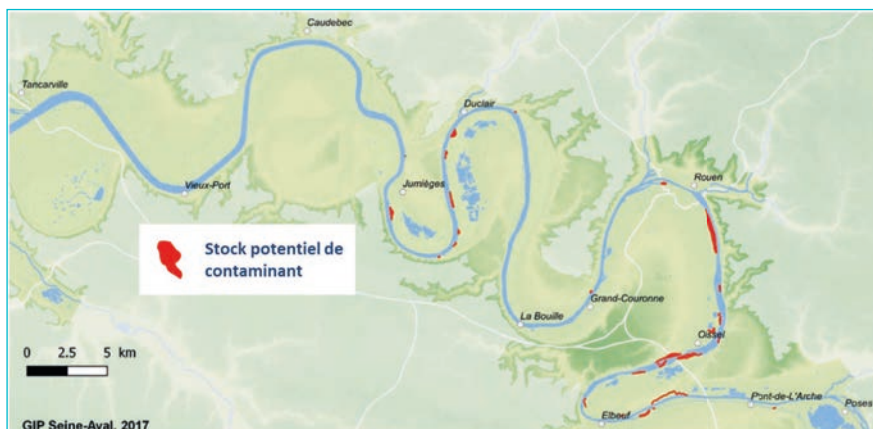 Caudebec
Tancarville
Duclair
Vieux-Port
Jumièges
Rouen
Stock potentiel de
contaminant
Grand-Couronne
La Bouille
Oissel
0 2.5 5 km
Elbeuf
Pont-de-L'Arche
Poses
GIP Seine-Aval, 2017